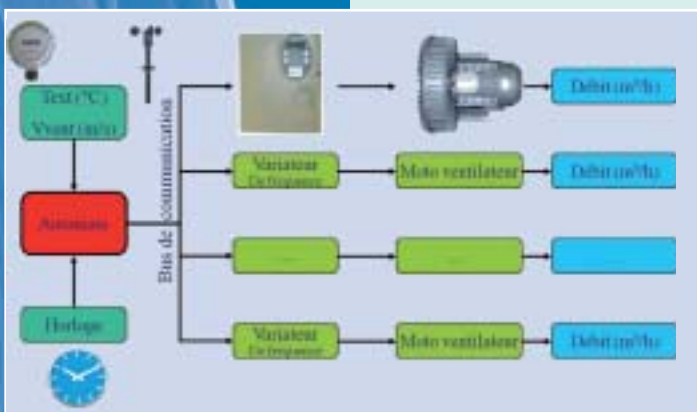 Text (°C)
Vvent (m/s)
Automate
Horloge
Bus de communication
Débit (m³/h)
Variateur
De fréquence
Moto ventilateur
Débit (m³/h)
....
....
Variateur
De fréquence
Moto ventilateur
Débit (m³/h)